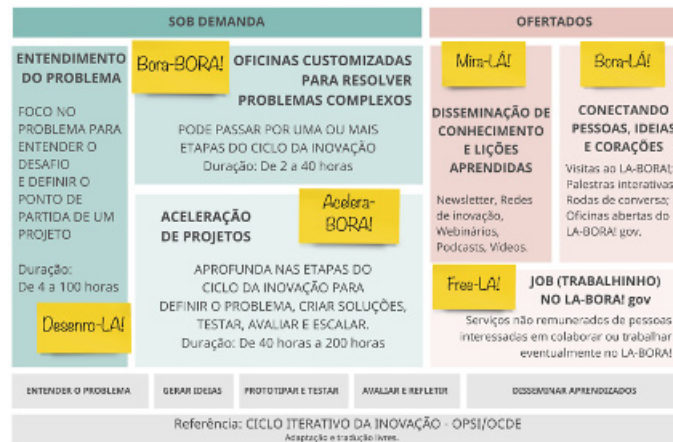 SOB DEMANDA
OFERTADOS
ENTENDIMENTO
DO PROBLEMA
FOCO NO
PROBLEMA PARA
ENTENDER O
DESAFIO
E DEFINIR O
PONTO DE
PARTIDA DE UM
PROJETO
Duração:
De 4 a 100 horas
Desenro-LA!
Bora-BORA!
OFICINAS CUSTOMIZADAS
PARA RESOLVER
PROBLEMAS COMPLEXOS
PODE PASSAR POR UMA OU MAIS
ETAPAS DO CICLO DA INOVAÇÃO
Duração: De 2 a 40 horas
Acelera-
BORA!
ACELERAÇÃO
DE PROJETOS
APROFUNDA NAS ETAPAS DO
CICLO DA INOVAÇÃO PARA
DEFINIR O PROBLEMA, CRIAR SOLUÇÕES,
TESTAR, AVALIAR E ESCALAR.
Duração: De 40 horas a 200 horas
Mira-LÁ!
DISSEMINAÇÃO DE
CONHECIMENTO
E LIÇÕES
APRENDIDAS
Newsletter, Redes
de inovação,
Webinários,
Podcasts, Vídeos.
Bora-LÁ!
CONECTANDO
PESSOAS, IDEIAS
E CORAÇÕES
Visitas ao LA-BORA!;
Palestras interativas
Rodas de conversa;
Oficinas abertas do
LA-BORA! gov.
Free-LA!
JOB (TRABALHINHO)
NO LA-BORA! gov
Serviços não remunerados de pessoas
interessadas em colaborar ou trabalhar
eventualmente no LA-BORA!
ENTENDER O PROBLEMA
GERAR IDEIAS
PROTOTIPAR E TESTAR
AVALIAR E REFLETIR
DISSEMINAR APRENDIZADOS
Referência: CICLO ITERATIVO DA INOVAÇÃO - OPSI/OCDE
Adaptação e tradução livres.